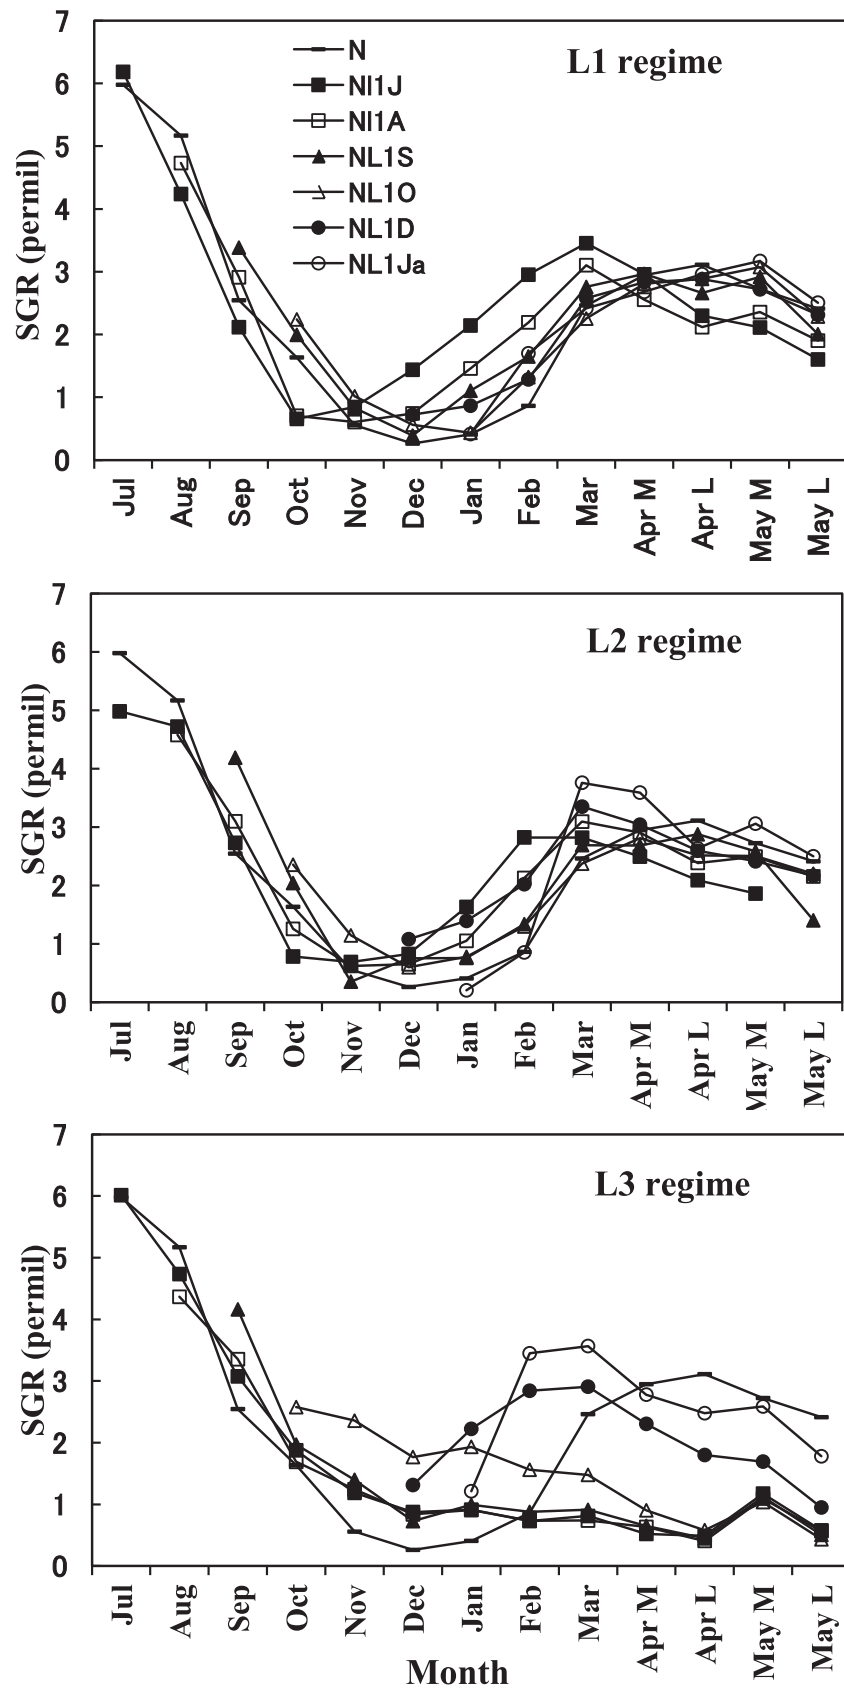 7
6
5
4
3
2
1
0
SGR (permil)
L1 regime
N
Nl1J
Nl1A
NL1S
NL1O
NL1D
NL1Ja
Jul
Aug
Sep
Oct
Nov
Dec
Jan
Feb
Mar
Apr M
Apr L
May M
May L
7
6
5
4
3
2
1
0
SGR (permil)
L2 regime
Jul
Aug
Sep
Oct
Nov
Dec
Jan
Feb
Mar
Apr M
Apr L
May M
May L
7
6
5
4
3
2
1
0
SGR (permil)
L3 regime
Jul
Aug
Sep
Oct
Nov
Dec
Jan
Feb
Mar
Apr M
Apr L
May M
May L
Month